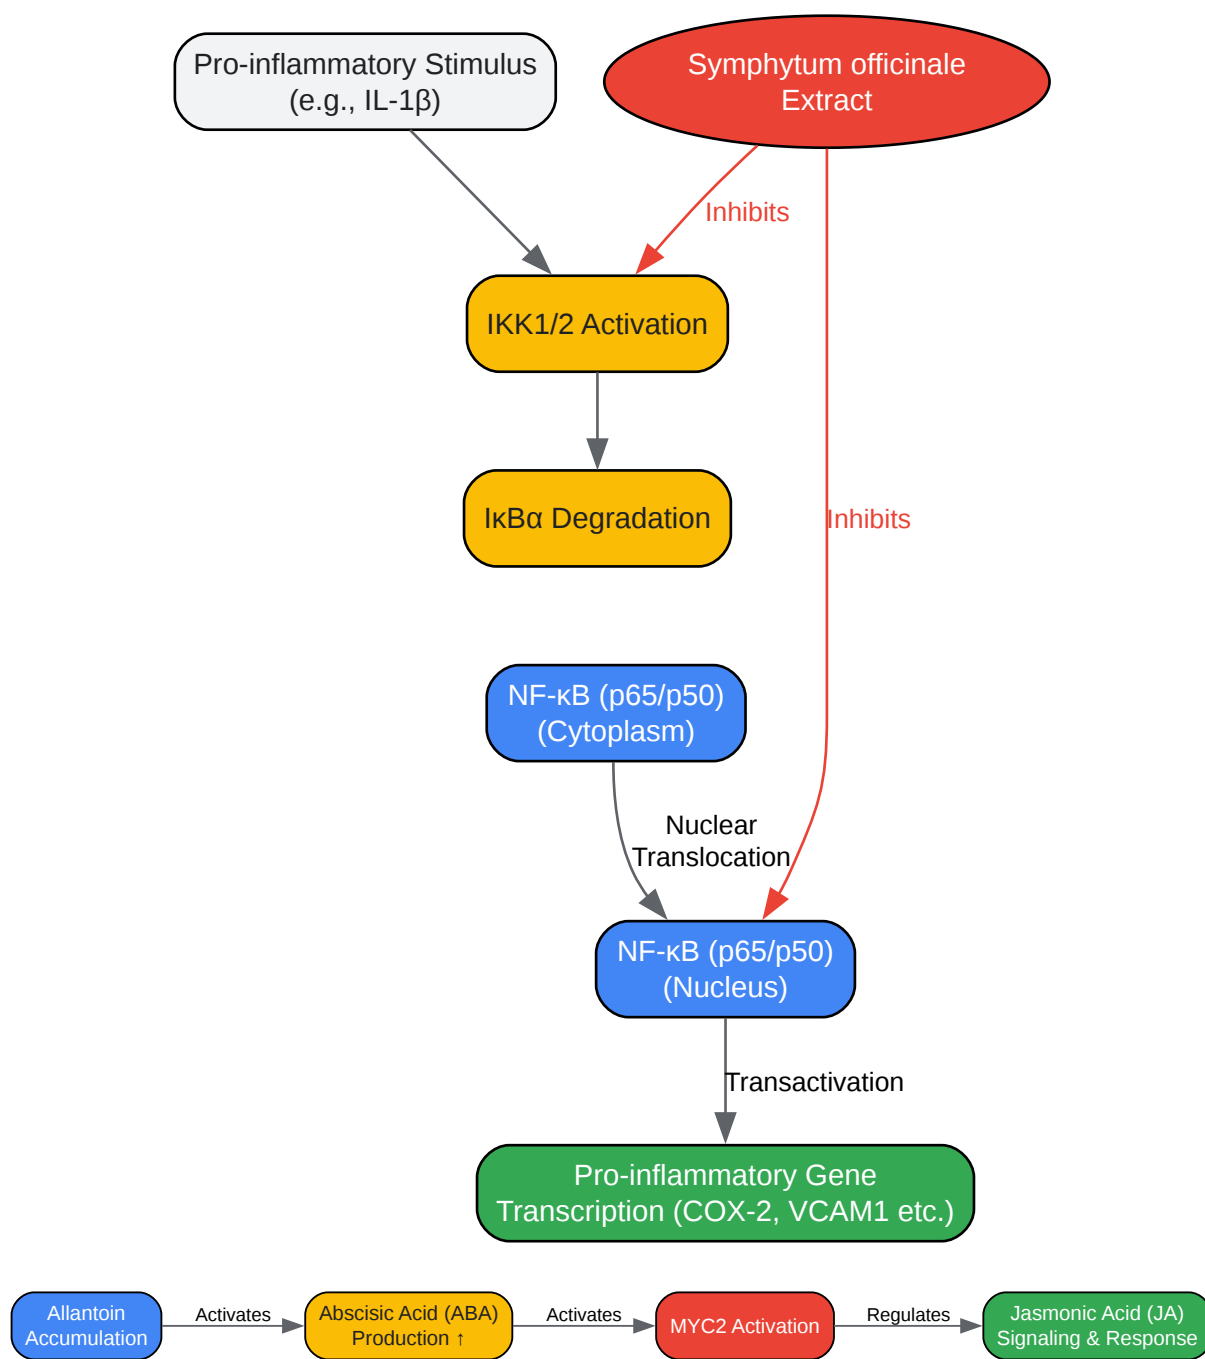 Pro-inflammatory Stimulus
(e.g., IL-1β)
Symphytum officinale
Extract
Inhibits
IKK1/2 Activation
IκBα Degradation
Inhibits
NF-κB (p65/p50)
(Cytoplasm)
Nuclear
Translocation
NF-κB (p65/p50)
(Nucleus)
Transactivation
Pro-inflammatory Gene
Transcription (COX-2, VCAM1 etc.)
Allantoin
Accumulation
Activates
Abscisic Acid (ABA)
Production ↑
Activates
MYC2 Activation
Regulates
Jasmonic Acid (JA)
Signaling & Response